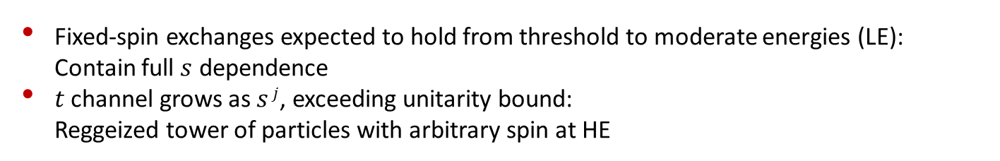 • Fixed-spin exchanges expected to hold from threshold to moderate energies (LE):
Contain full s dependence
• t channel grows as s^j, exceeding unitarity bound:
Reggeized tower of particles with arbitrary spin at HE